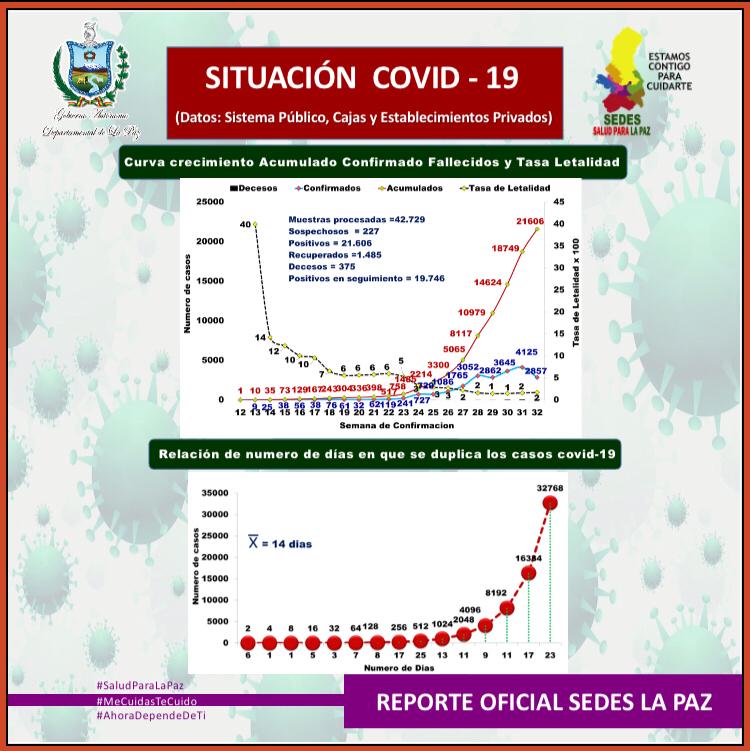 Gobierno Autónomo
Departamental de La Paz
SITUACIÓN COVID - 19
(Datos: Sistema Público, Cajas y Establecimientos Privados)
ESTAMOS
CONTIGO
PARA
CUIDARTE
SEDES
SALUD PARA LA PAZ
Curva crecimiento Acumulado Confirmado Fallecidos y Tasa Letalidad
Decesos Confirmados Acumulados Tasa de Letalidad
Muestras procesadas =42.729
Sospechosos = 227
Positivos = 21.606
Recuperados =1.485
Decesos = 375
Positivos en seguimiento = 19.746
Numero de casos
25000
20000
15000
10000
5000
0
45
40
35
30
25
20
15
10
5
0
Tasa de Letalidad x 100
40 14 12 10 10 7 6 6 6 6 5 3 3 3 2 2 1 1 2 2
1 10 35 73 129 167 243 304 336 398 517 758 1485 2214 3300 5065 8117 10979 14624 18749 21606
9 25 38 56 38 76 61 32 62 119 241 727 729 1086 1765 3052 2862 3645 4125 2857
12 13 14 15 16 17 18 19 20 21 22 23 24 25 26 27 28 29 30 31 32
Semana de Confirmacion
Relación de numero de días en que se duplica los casos covid-19
Numero de casos
35000
30000
25000
20000
15000
10000
5000
0
X̅ = 14 días
2 4 8 16 32 64 128 256 512 1024 2048 4096 8192 16384 32768
6 1 1 5 3 7 8 17 25 13 11 9 11 17 23
Numero de Dias
#SaludParaLaPaz
#MeCuidasTeCuido
#AhoraDependeDeTi
REPORTE OFICIAL SEDES LA PAZ